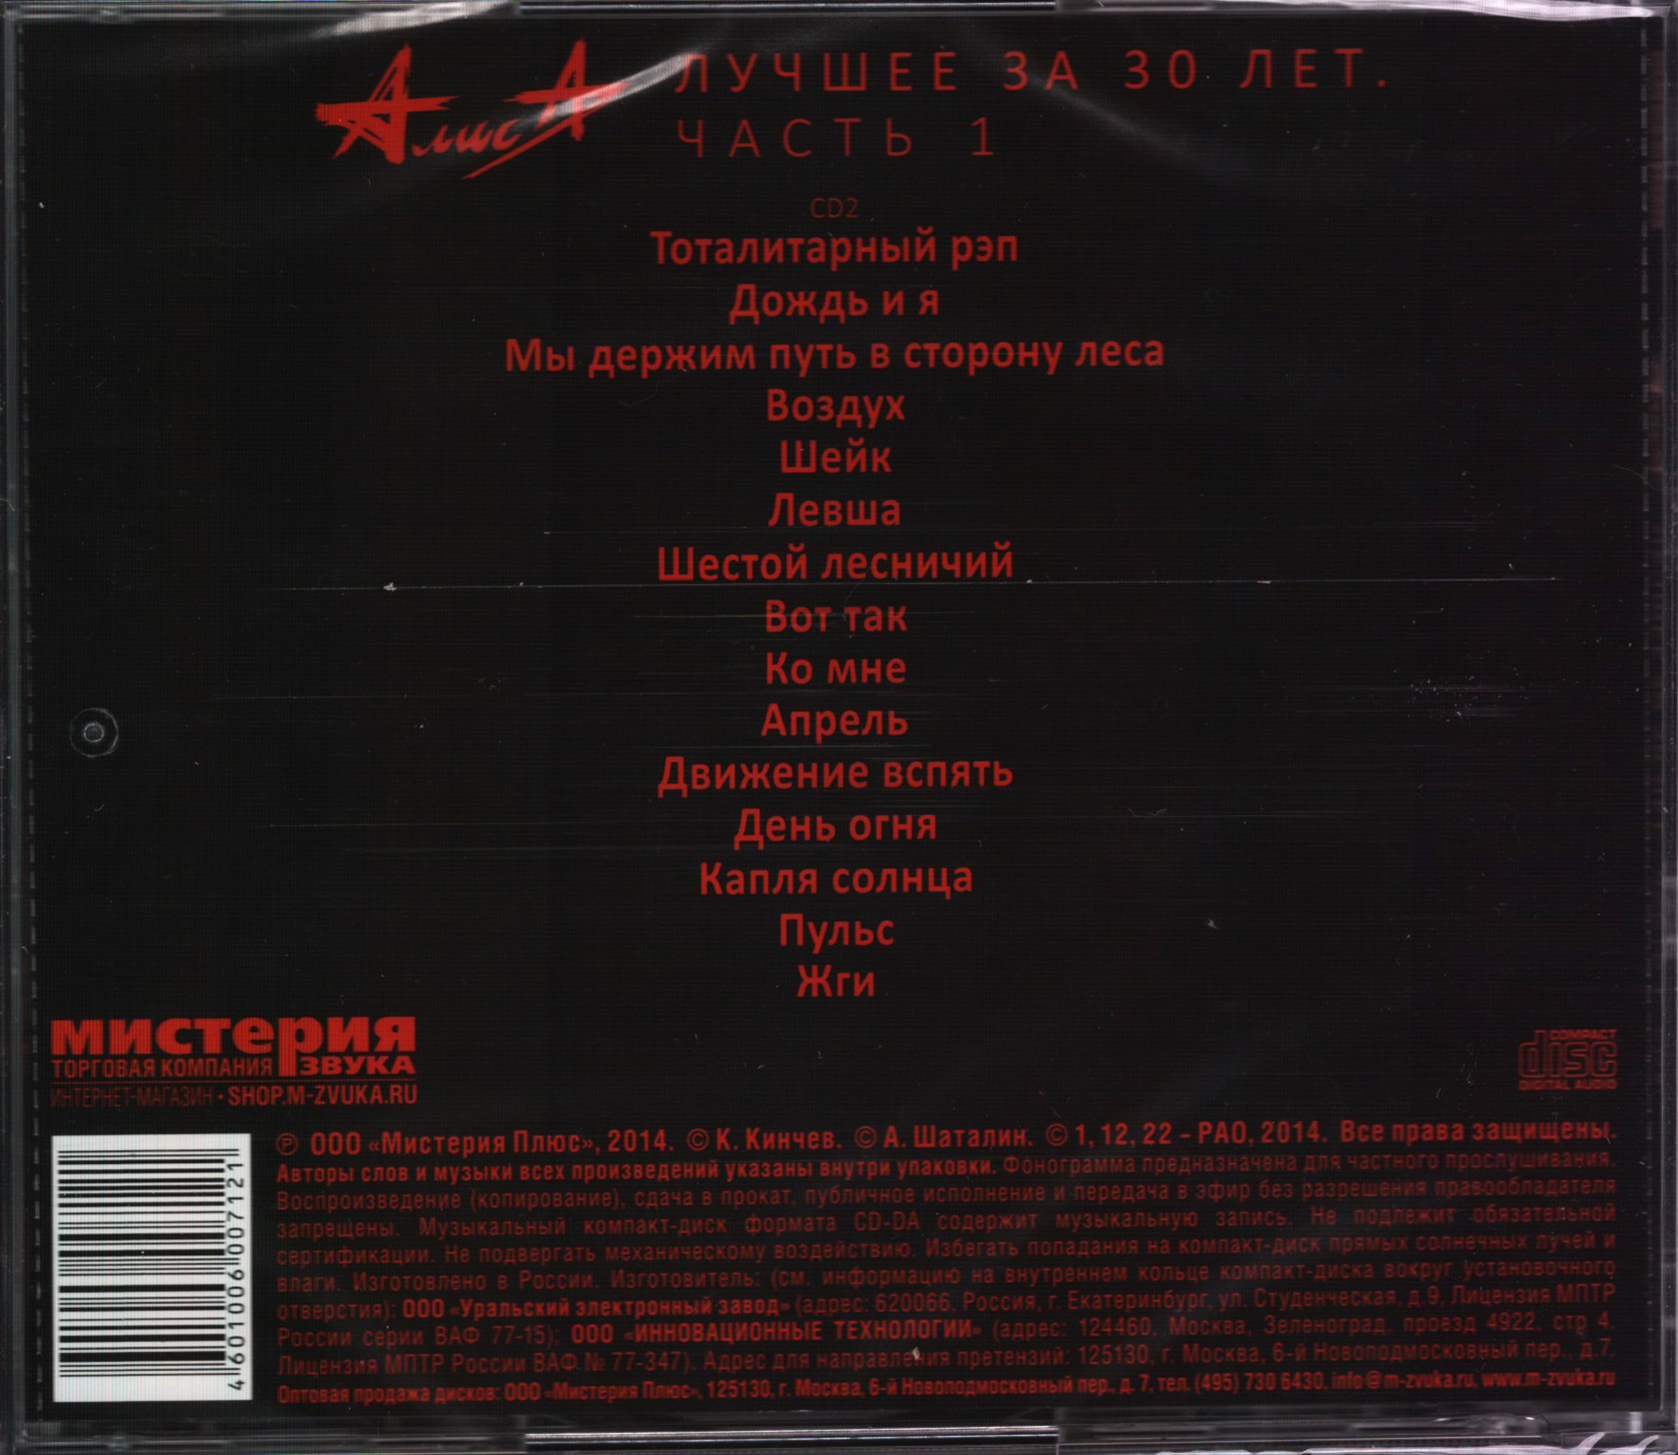 АлисА
ЛУЧШЕЕ ЗА 30 ЛЕТ.
ЧАСТЬ 1
CD2
Тоталитарный рэп
Дождь и я
Мы держим путь в сторону леса
Воздух
Шейк
Левша
Шестой лесничий
Вот так
Ко мне
Апрель
Движение вспять
День огня
Капля солнца
Пульс
Жги
мистерия
ТОРГОВАЯ КОМПАНИЯ ЗВУКА
ИНТЕРНЕТ-МАГАЗИН • SHOP.M-ZVUKA.RU
COMPACT
disc
DIGITAL AUDIO
4601006007121
℗ ООО «Мистерия Плюс», 2014. © К. Кинчев. © А. Шаталин. © 1, 12, 22 – РАО, 2014. Все права защищены.
Авторы слов и музыки всех произведений указаны внутри упаковки. Фонограмма предназначена для частного прослушивания.
Воспроизведение (копирование), сдача в прокат, публичное исполнение и передача в эфир без разрешения правообладателя
запрещены. Музыкальный компакт-диск формата CD-DA содержит музыкальную запись. Не подлежит обязательной
сертификации. Не подвергать механическому воздействию. Избегать попадания на компакт-диск прямых солнечных лучей и
влаги. Изготовлено в России. Изготовитель: (см. информацию на внутреннем кольце компакт-диска вокруг установочного
отверстия): ООО «Уральский электронный завод» (адрес: 620066, Россия, г. Екатеринбург, ул. Студенческая, д.9, Лицензия МПТР
России серии ВАФ 77-15); ООО «ИННОВАЦИОННЫЕ ТЕХНОЛОГИИ» (адрес: 124460, Москва, Зеленоград, проезд 4922, стр 4.
Лицензия МПТР России ВАФ № 77-347). Адрес для направления претензий: 125130, г. Москва, 6-й Новоподмосковный пер., д.7.
Оптовая продажа дисков: ООО «Мистерия Плюс», 125130, г. Москва, 6-й Новоподмосковный пер., д. 7, тел. (495) 730 6430, info@m-zvuka.ru, www.m-zvuka.ru